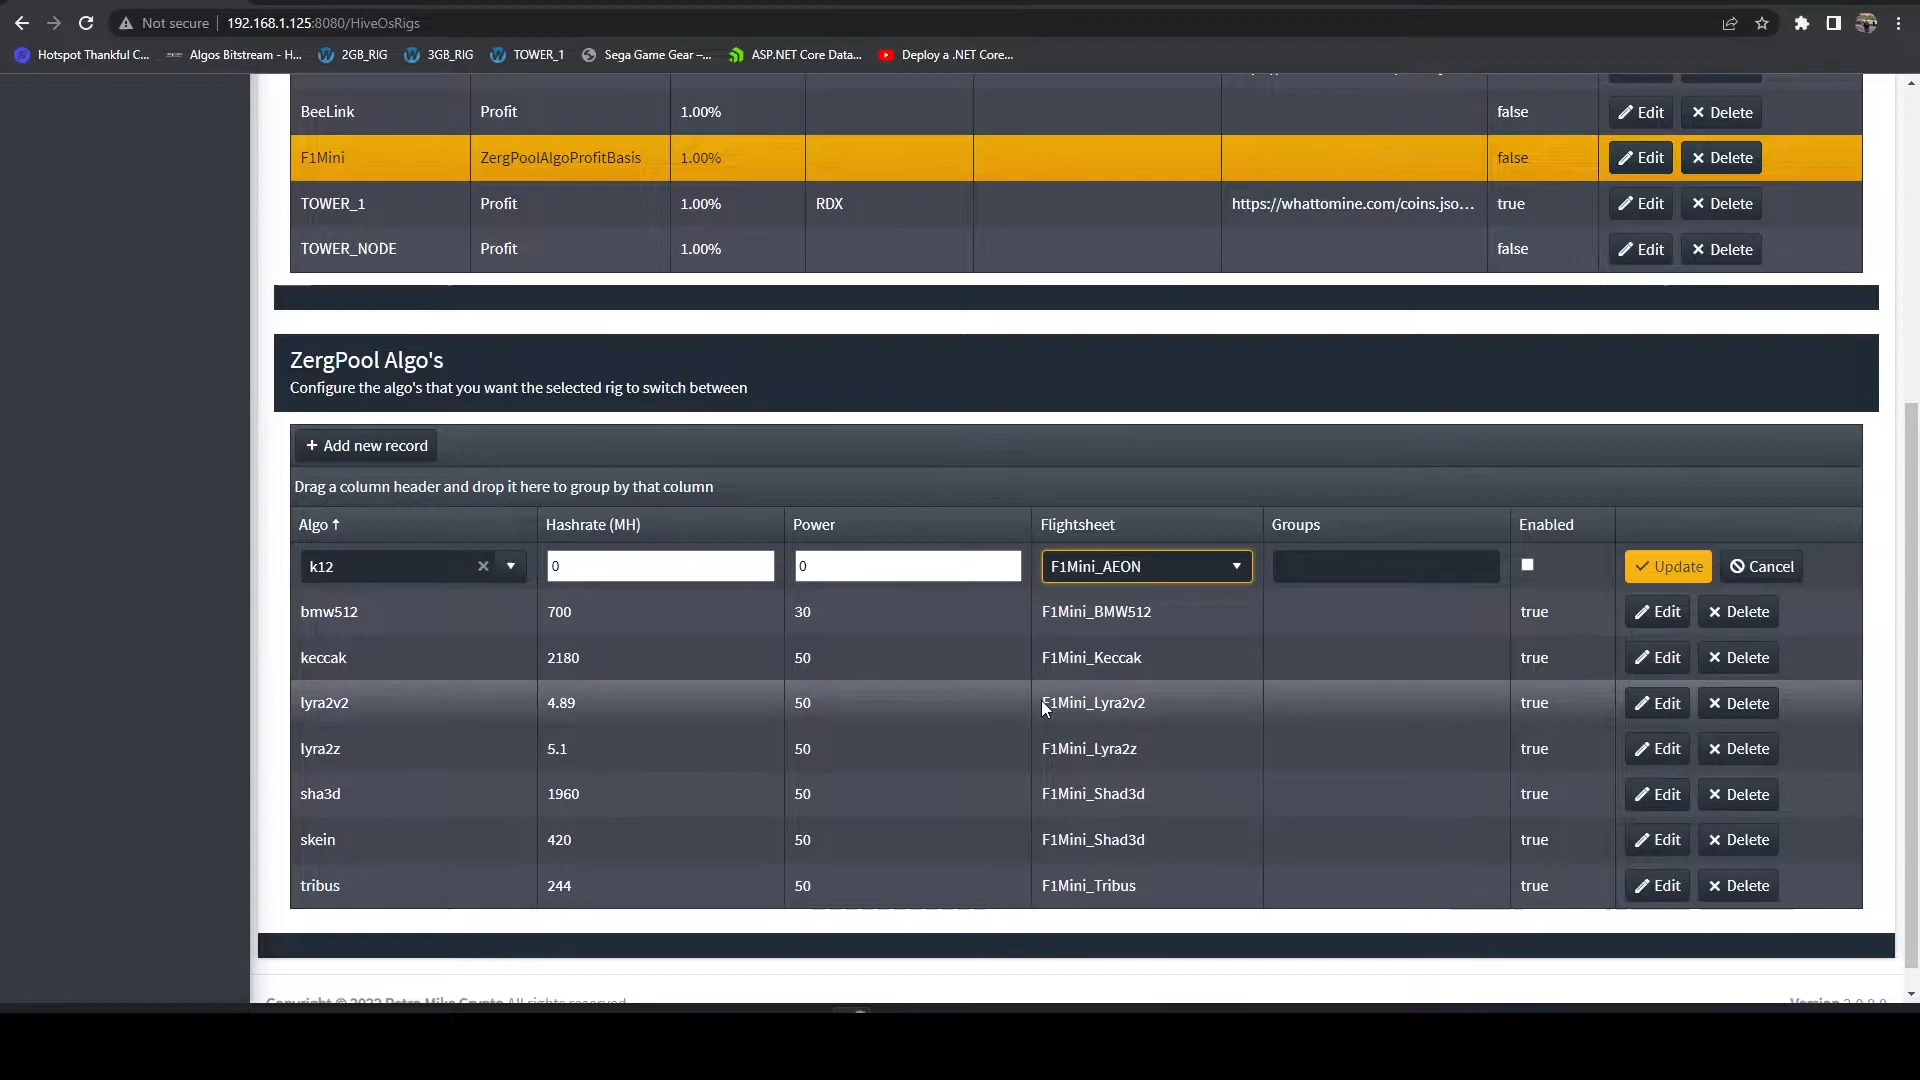 Not secure 192.168.1.125:8080/HiveOsRigs
Hotspot Thankful C... Algos Bitstream - H... 2GB_RIG 3GB_RIG TOWER_1 Sega Game Gear –... ASP.NET Core Data... Deploy a .NET Core...
BeeLink Profit 1.00% false Edit Delete
F1Mini ZergPoolAlgoProfitBasis 1.00% false Edit Delete
TOWER_1 Profit 1.00% RDX https://whattomine.com/coins.jso... true Edit Delete
TOWER_NODE Profit 1.00% false Edit Delete
ZergPool Algo's
Configure the algo's that you want the selected rig to switch between
+ Add new record
Drag a column header and drop it here to group by that column
Algo ↑ Hashrate (MH) Power Flightsheet Groups Enabled
k12 0 0 F1Mini_AEON Update Cancel
bmw512 700 30 F1Mini_BMW512 true Edit Delete
keccak 2180 50 F1Mini_Keccak true Edit Delete
lyra2v2 4.89 50 F1Mini_Lyra2v2 true Edit Delete
lyra2z 5.1 50 F1Mini_Lyra2z true Edit Delete
sha3d 1960 50 F1Mini_Shad3d true Edit Delete
skein 420 50 F1Mini_Shad3d true Edit Delete
tribus 244 50 F1Mini_Tribus true Edit Delete
Copyright © 2022 Retro Mike Crypto All rights reserved